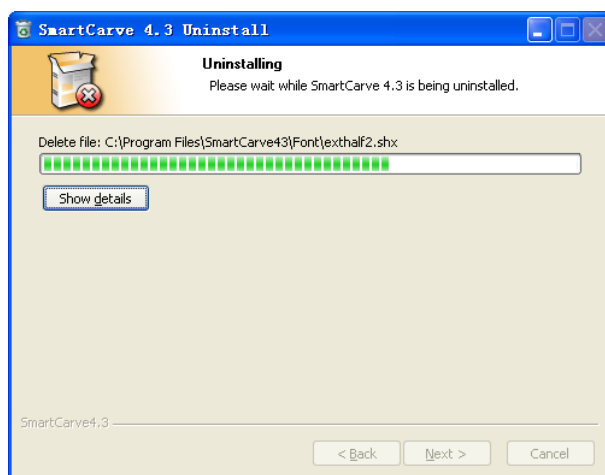 SmartCarve 4.3 Uninstall
Uninstalling
Please wait while SmartCarve 4.3 is being uninstalled.
Delete file: C:\Program Files\SmartCarve43\Font\exthalf2.shx
Show details
SmartCarve4.3
< Back Next > Cancel